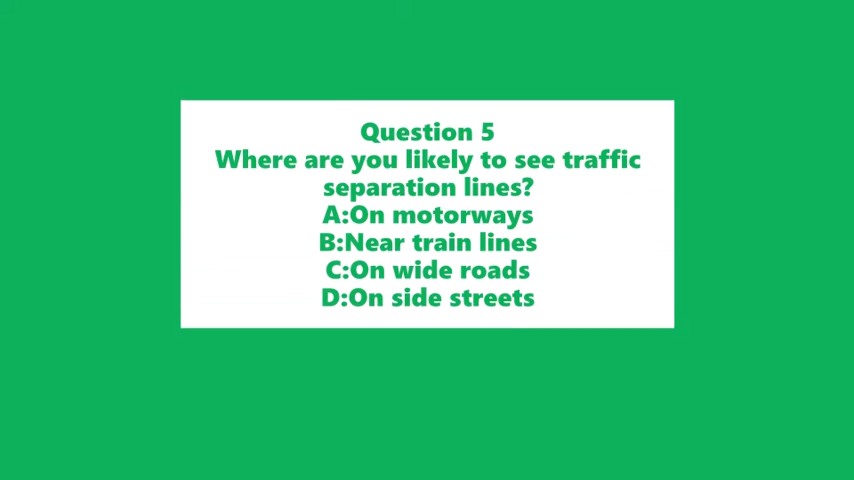 Question 5
Where are you likely to see traffic
separation lines?
A:On motorways
B:Near train lines
C:On wide roads
D:On side streets